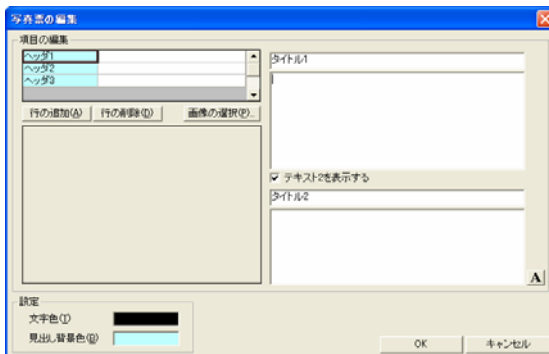 写真票の編集
項目の編集
ヘッダ1
ヘッダ2
ヘッダ3
行の追加(A)
行の削除(D)
画像の選択(P)...
タイトル1
テキスト2を表示する
タイトル2
A
設定
文字色(T)
見出し背景色(B)
OK
キャンセル